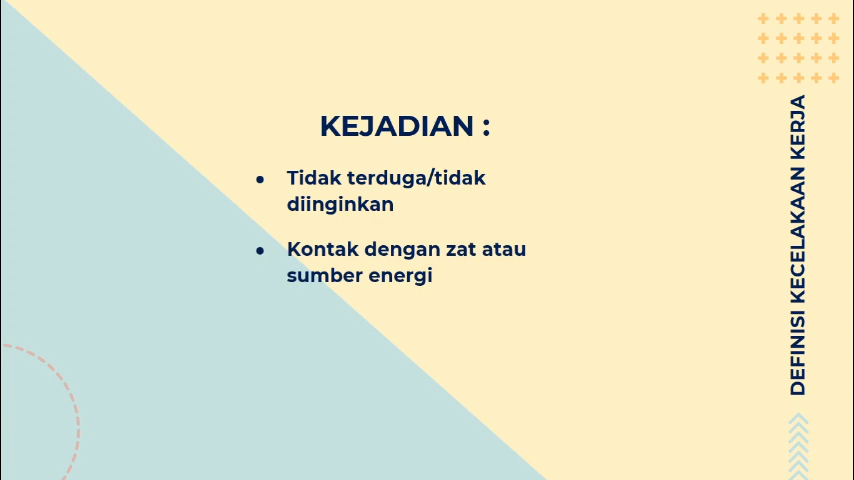 KEJADIAN :
● Tidak terduga/tidak
diinginkan
● Kontak dengan zat atau
sumber energi
DEFINISI KECELAKAAN KERJA